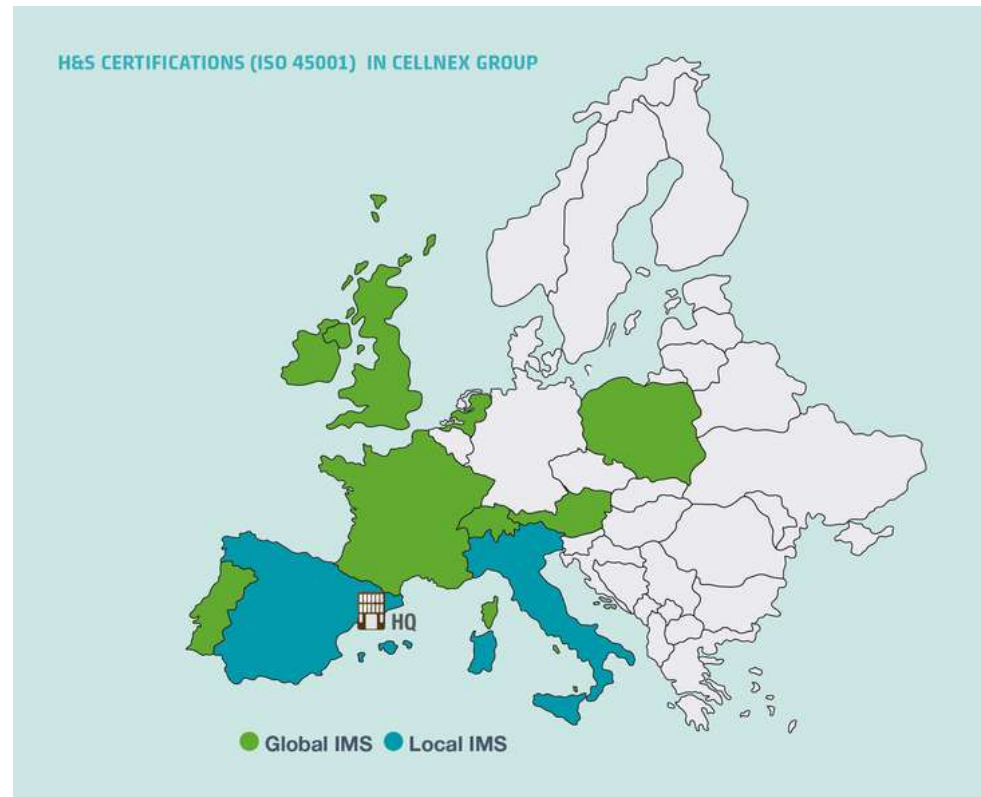 H&S CERTIFICATIONS (ISO 45001) IN CELLNEX GROUP
HQ
Global IMS Local IMS